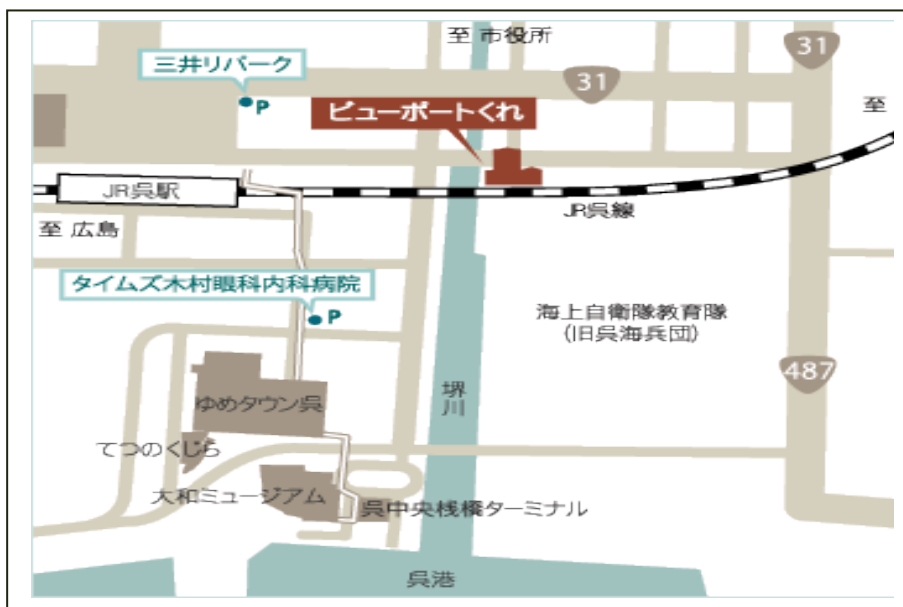 至 市役所
31
三井リパーク
31
P
ビューポートくれ
至
JR呉駅
JR呉線
至 広島
タイムズ木村眼科内科病院
P
海上自衛隊教育隊
(旧呉海兵団)
487
堺川
ゆめタウン呉
てつのくじら
大和ミュージアム
呉中央桟橋ターミナル
呉港